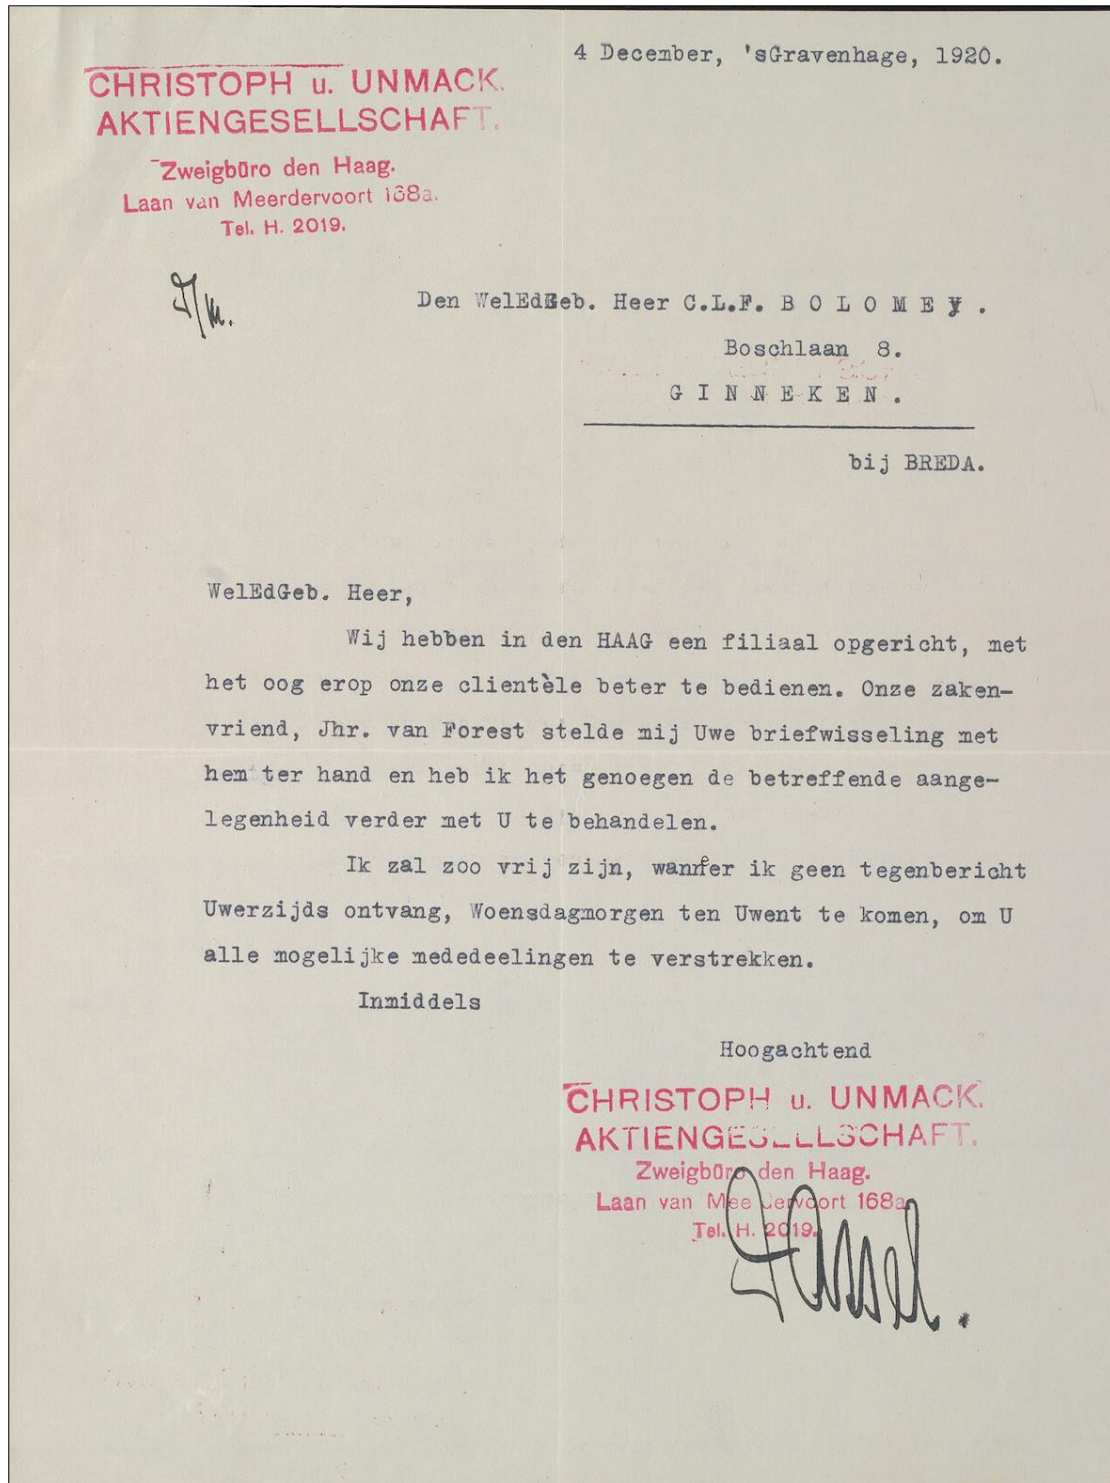 4 December, 'sGravenhage, 1920.
CHRISTOPH u. UNMACK.
AKTIENGESELLSCHAFT.
Zweigbüro den Haag.
Laan van Meerdervoort 168a.
Tel. H. 2019.
Den WelEdGeb. Heer C.L.F. B O L O M E Y .
Boschlaan 8.
G I N N E K E N .
bij BREDA.
WelEdGeb. Heer,
Wij hebben in den HAAG een filiaal opgericht, met
het oog erop onze clientèle beter te bedienen. Onze zaken-
vriend, Jhr. van Forest stelde mij Uwe briefwisseling met
hem ter hand en heb ik het genoegen de betreffende aange-
legenheid verder met U te behandelen.
Ik zal zoo vrij zijn, wanneer ik geen tegenbericht
Uwerzijds ontvang, Woensdagmorgen ten Uwent te komen, om U
alle mogelijke mededeelingen te verstrekken.
Inmiddels
Hoogachtend
CHRISTOPH u. UNMACK.
AKTIENGESELLSCHAFT.
Zweigbüro den Haag.
Laan van Meerdervoort 168a
Tel. H. 2019.